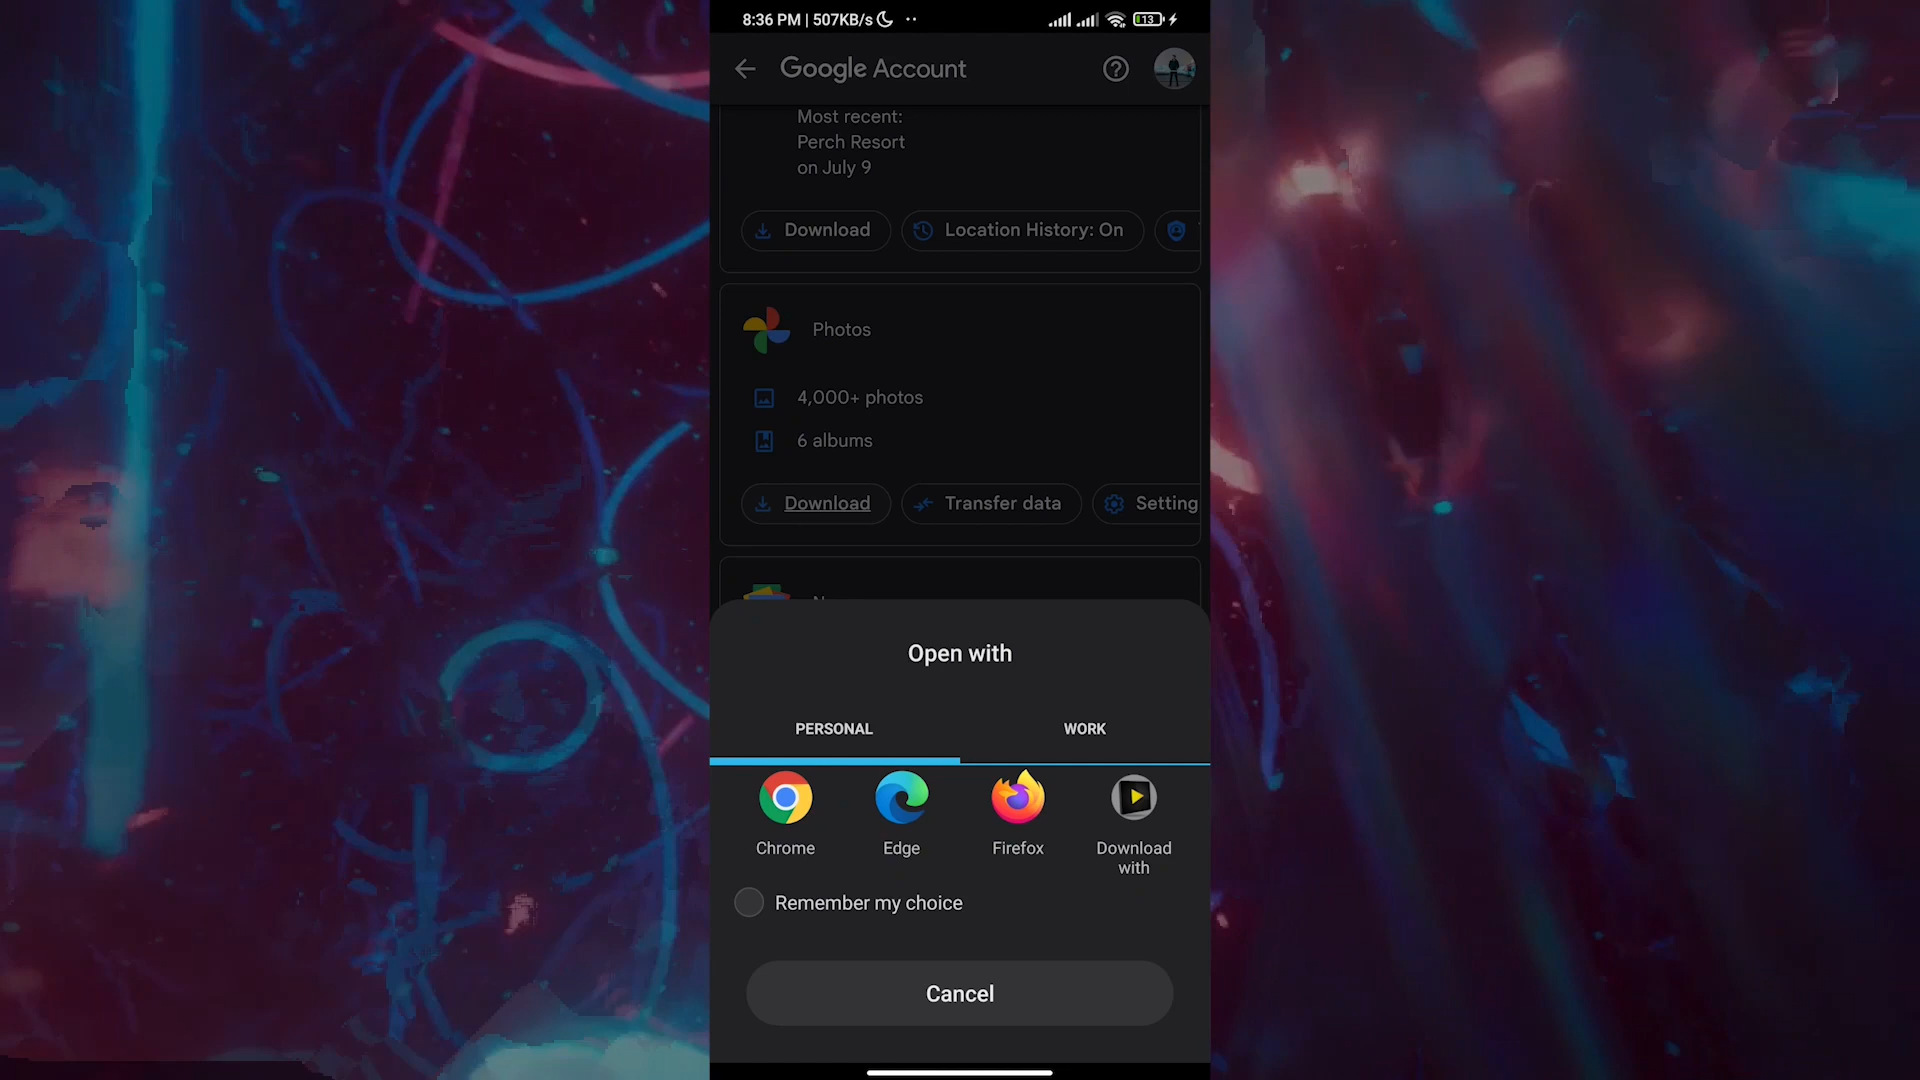 8:36 PM | 507KB/s
13
Google Account
Most recent:
Perch Resort
on July 9
Download
Location History: On
Photos
4,000+ photos
6 albums
Download
Transfer data
Setting
Open with
PERSONAL
WORK
Chrome
Edge
Firefox
Download
with
Remember my choice
Cancel